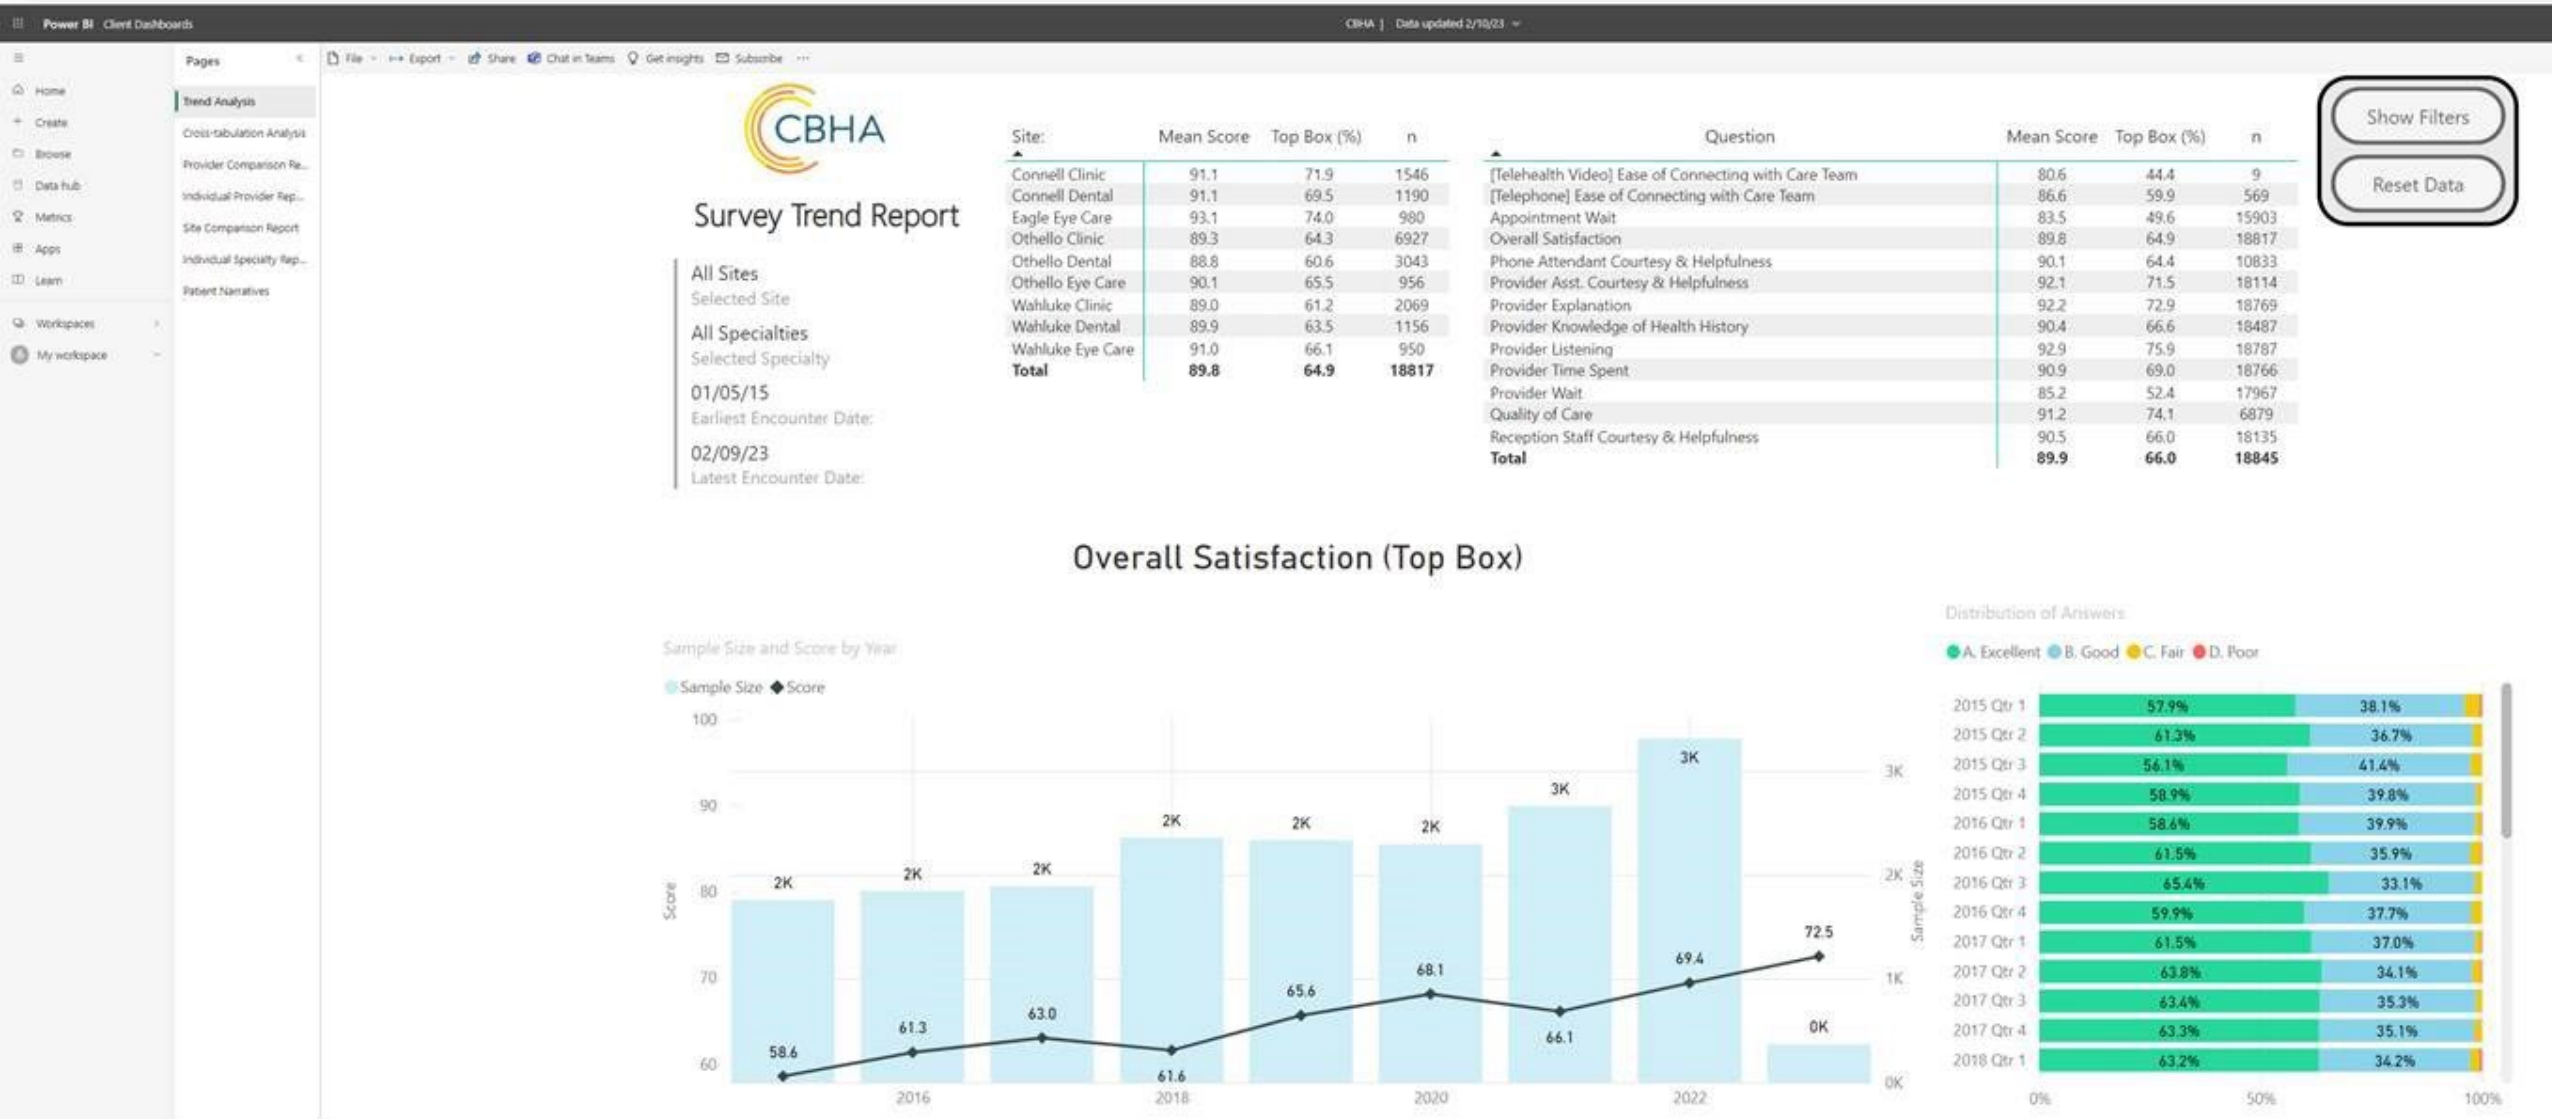 Power BI Client Dashboards
CBHA | Data updated 2/10/23
Home
Create
Browse
Data hub
Metrics
Apps
Learn
Workspaces
My workspace
Pages
Trend Analysis
Cross-tabulation Analysis
Provider Comparison Re...
Individual Provider Rep...
Site Comparison Report
Individual Specialty Rep...
Patient Narratives
File Export Share Chat in Teams Get insights Subscribe ...
CBHA
Survey Trend Report
All Sites
Selected Site
All Specialties
Selected Specialty
01/05/15
Earliest Encounter Date:
02/09/23
Latest Encounter Date:
Site: Mean Score Top Box (%) n
Connell Clinic 91.1 71.9 1546
Connell Dental 91.1 69.5 1190
Eagle Eye Care 93.1 74.0 980
Othello Clinic 89.3 64.3 6927
Othello Dental 88.8 60.6 3043
Othello Eye Care 90.1 65.5 956
Wahluke Clinic 89.0 61.2 2069
Wahluke Dental 89.9 63.5 1156
Wahluke Eye Care 91.0 66.1 950
Total 89.8 64.9 18817
Question Mean Score Top Box (%) n
[Telehealth Video] Ease of Connecting with Care Team 80.6 44.4 9
[Telephone] Ease of Connecting with Care Team 86.6 59.9 569
Appointment Wait 83.5 49.6 15903
Overall Satisfaction 89.8 64.9 18817
Phone Attendant Courtesy & Helpfulness 90.1 64.4 10833
Provider Asst. Courtesy & Helpfulness 92.1 71.5 18114
Provider Explanation 92.2 72.9 18769
Provider Knowledge of Health History 90.4 66.6 18487
Provider Listening 92.9 75.9 18787
Provider Time Spent 90.9 69.0 18766
Provider Wait 85.2 52.4 17967
Quality of Care 91.2 74.1 6879
Reception Staff Courtesy & Helpfulness 90.5 66.0 18135
Total 89.9 66.0 18845
Show Filters
Reset Data
Overall Satisfaction (Top Box)
Sample Size and Score by Year
Sample Size Score
100
90
80
70
60
Score
2K
2K
2K
2K
2K
2K
3K
3K
0K
58.6
61.3
63.0
61.6
65.6
68.1
66.1
69.4
72.5
3K
2K
1K
0K
Sample Size
2016 2018 2020 2022
Distribution of Answers
A. Excellent B. Good C. Fair D. Poor
2015 Qtr 1 57.9% 38.1%
2015 Qtr 2 61.3% 36.7%
2015 Qtr 3 56.1% 41.4%
2015 Qtr 4 58.9% 39.8%
2016 Qtr 1 58.6% 39.9%
2016 Qtr 2 61.5% 35.9%
2016 Qtr 3 65.4% 33.1%
2016 Qtr 4 59.9% 37.7%
2017 Qtr 1 61.5% 37.0%
2017 Qtr 2 63.8% 34.1%
2017 Qtr 3 63.4% 35.3%
2017 Qtr 4 63.3% 35.1%
2018 Qtr 1 63.2% 34.2%
0% 50% 100%